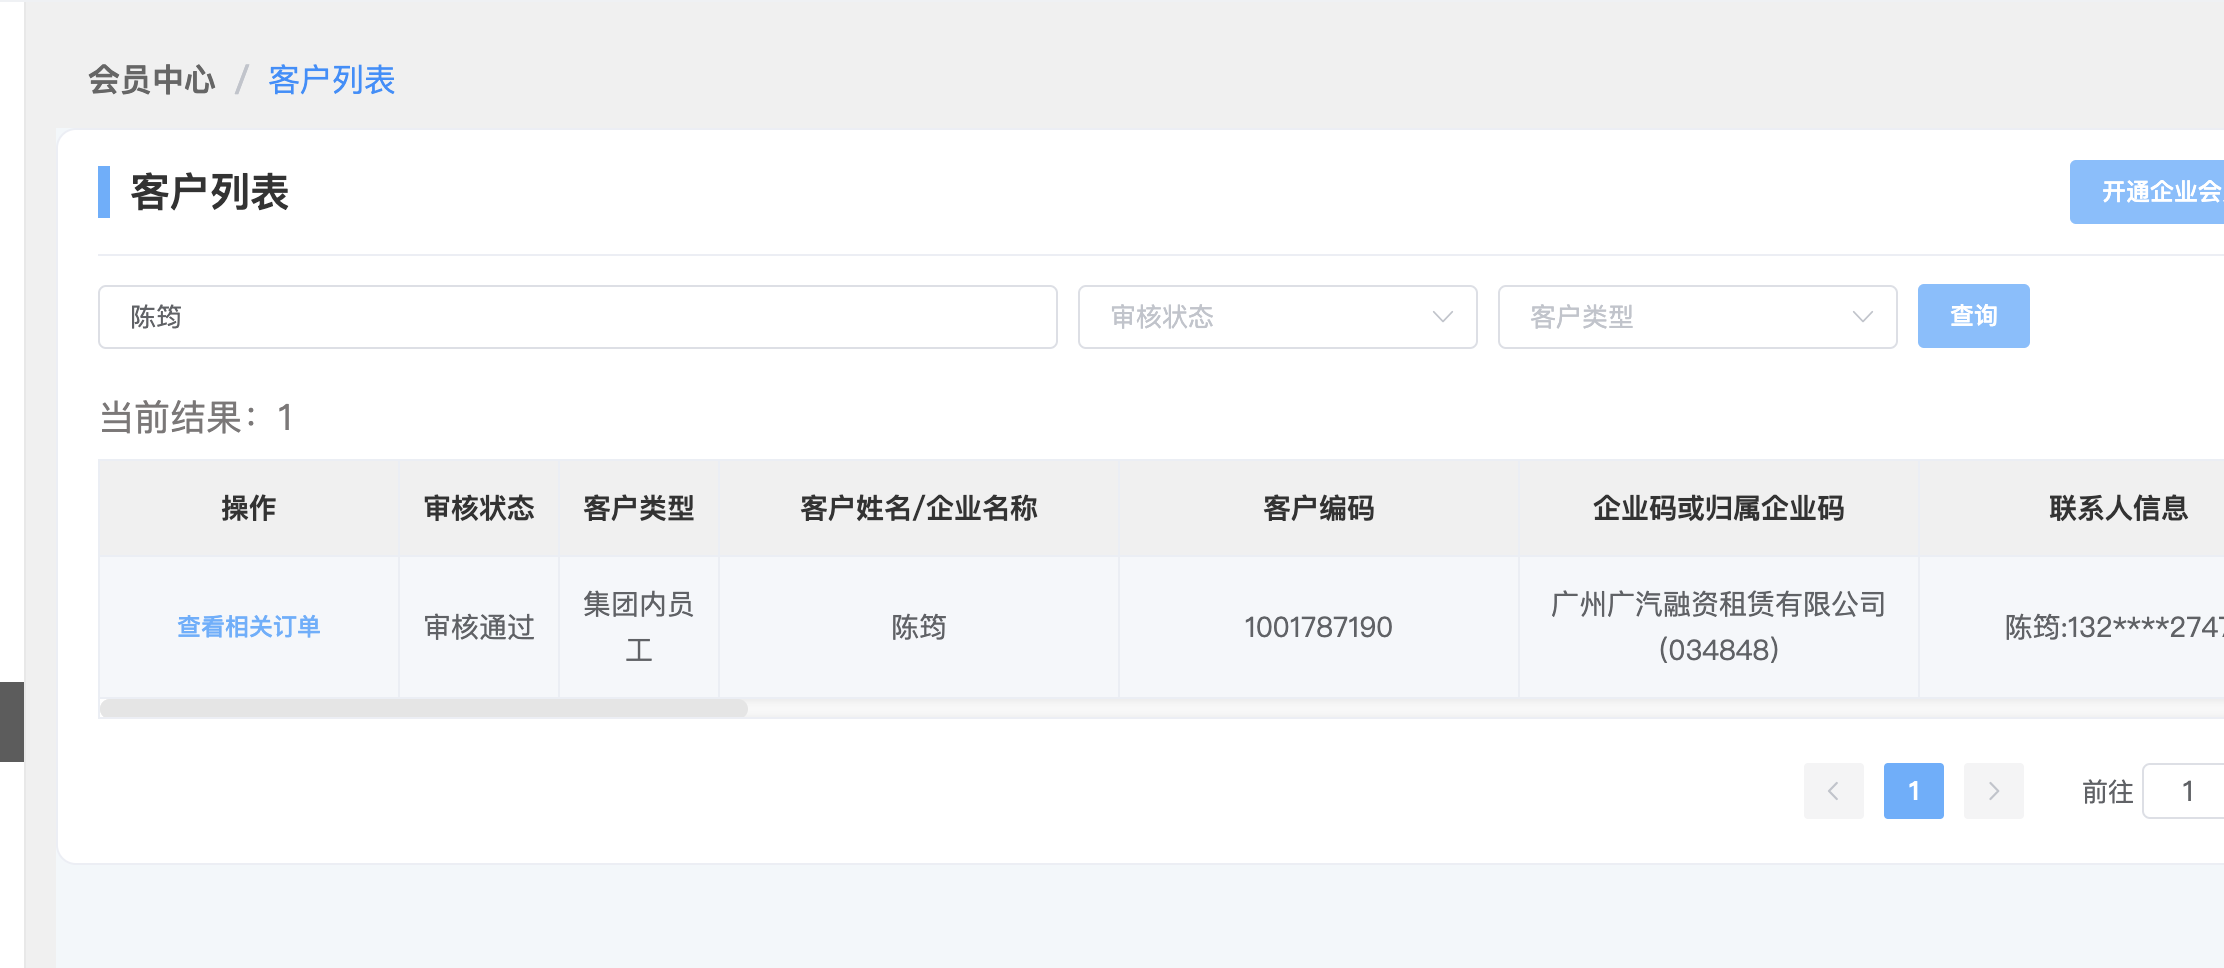 会员中心 / 客户列表
客户列表
开通企业会
陈筠
审核状态
客户类型
查询
当前结果：1
操作
审核状态
客户类型
客户姓名/企业名称
客户编码
企业码或归属企业码
联系人信息
查看相关订单
审核通过
集团内员
工
陈筠
1001787190
广州广汽融资租赁有限公司
(034848)
陈筠:132****2747
1
前往
1